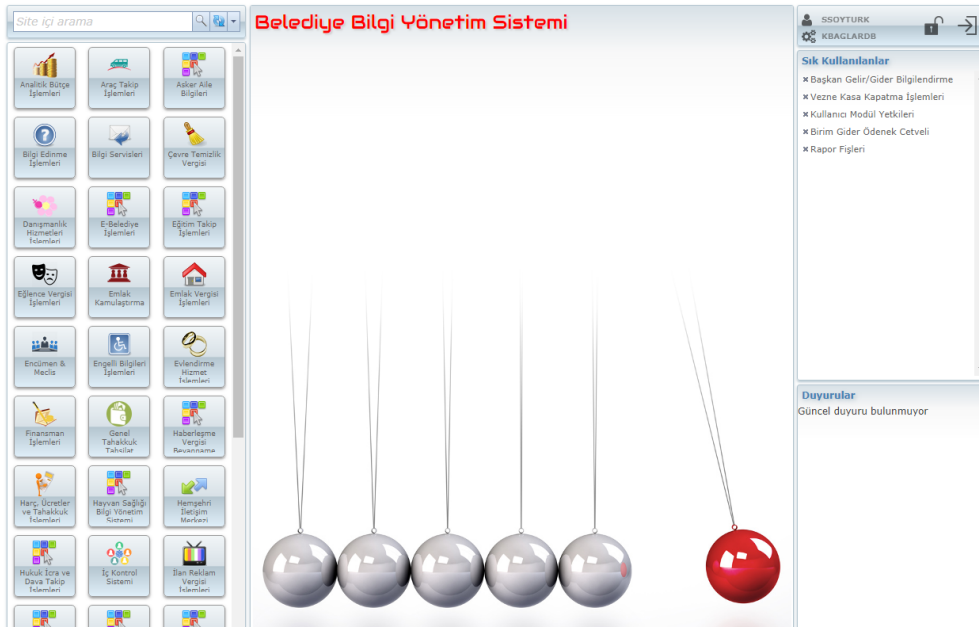 Site içi arama
Analitik Bütçe
İşlemleri
Araç Takip
İşlemleri
Asker Aile
Bilgileri
Bilgi Edinme
İşlemleri
Bilgi Servisleri
Çevre Temizlik
Vergisi
Danışmanlık
Hizmetleri
İşlemleri
E-Belediye
İşlemleri
Eğitim Takip
İşlemleri
Eğlence Vergisi
İşlemleri
Emlak
Kamulaştırma
Emlak Vergisi
İşlemleri
Encümen &
Meclis
Engelli Bilgileri
İşlemleri
Evlendirme
Hizmet
İşlemleri
Finansman
İşlemleri
Genel
Tahakkuk
Tahsilat
Haberleşme
Vergisi
Beyanname
Harç, Ücretler
ve Tahakkuk
İşlemleri
Hayvan Sağlığı
Bilgi Yönetim
Sistemi
Hemşehri
İletişim
Merkezi
Hukuk İcra ve
Dava Takip
İşlemleri
İç Kontrol
Sistemi
İlan Reklam
Vergisi
İşlemleri
Belediye Bilgi Yönetim Sistemi
SSOYTURK
KBAGLARDB
Sık Kullanılanlar
Başkan Gelir/Gider Bilgilendirme
Vezne Kasa Kapatma İşlemleri
Kullanıcı Modül Yetkileri
Birim Gider Ödenek Cetveli
Rapor Fişleri
Duyurular
Güncel duyuru bulunmuyor